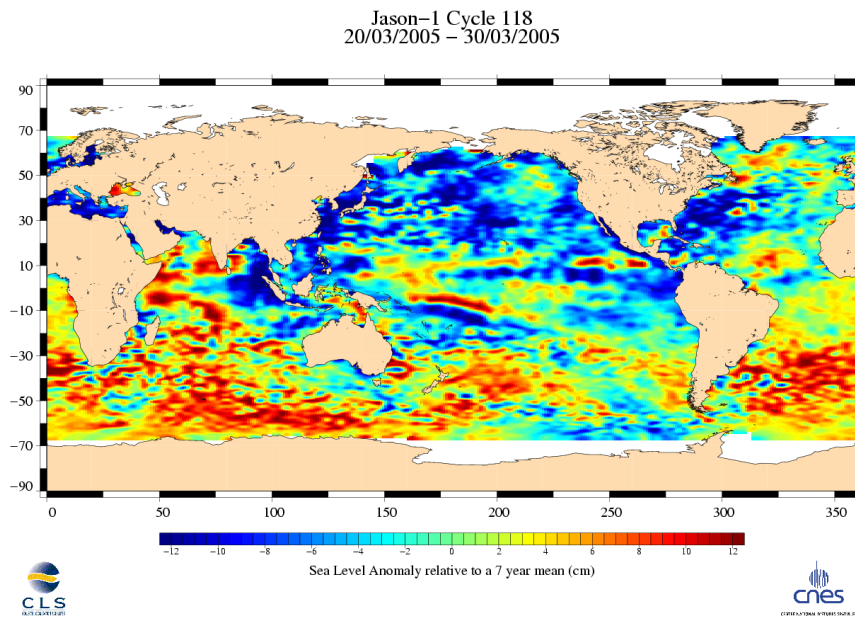 Jason−1 Cycle 118
20/03/2005 − 30/03/2005
90
70
50
30
10
−10
−30
−50
−70
−90
0 50 100 150 200 250 300 350
−12 −10 −8 −6 −4 −2 0 2 4 6 8 10 12
Sea Level Anomaly relative to a 7 year mean (cm)
CLS
cnes